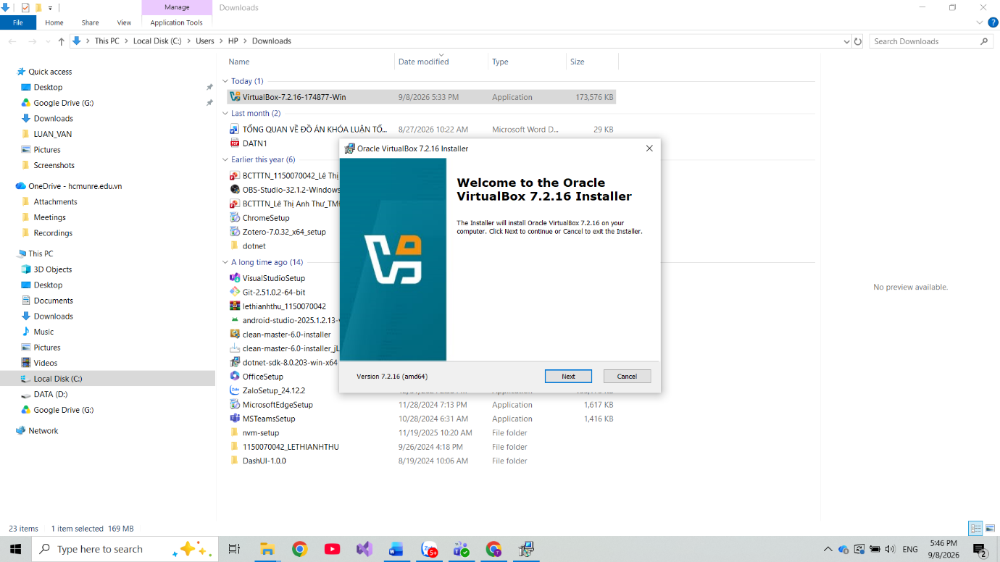 Manage
Downloads
File
Home
Share
View
Application Tools
This PC
Local Disk (C:)
Users
HP
Downloads
Search Downloads
Name
Date modified
Type
Size
Quick access
Desktop
Google Drive (G:)
Downloads
LUAN_VAN
Pictures
Screenshots
OneDrive - hcmunre.edu.vn
Attachments
Meetings
Recordings
This PC
3D Objects
Desktop
Documents
Downloads
Music
Pictures
Videos
Local Disk (C:)
DATA (D:)
Google Drive (G:)
Network
Today (1)
VirtualBox-7.2.16-174877-Win 9/8/2026 5:33 PM Application 173,576 KB
Last month (2)
TỔNG QUAN VỀ ĐỒ ÁN KHÓA LUẬN TỐ... 8/27/2026 10:22 AM Microsoft Word D... 29 KB
DATN1
Earlier this year (6)
BCTTTN_1150070042_Lê Thị
OBS-Studio-32.1.2-Windows
BCTTTN_Lê Thị Anh Thư_TM
ChromeSetup
Zotero-7.0.32_x64_setup
dotnet
A long time ago (14)
VisualStudioSetup
Git-2.51.0.2-64-bit
lethianhthu_1150070042
android-studio-2025.1.2.13-
clean-master-6.0-installer
clean-master-6.0-installer_jL
dotnet-sdk-8.0.203-win-x64
OfficeSetup
ZaloSetup_24.12.2
MicrosoftEdgeSetup 11/28/2024 7:13 PM Application 1,617 KB
MSTeamsSetup 10/28/2024 6:31 AM Application 1,416 KB
nvm-setup 11/19/2025 10:20 AM File folder
1150070042_LETHIANHTHU 9/26/2024 4:18 PM File folder
DashUI-1.0.0 8/19/2024 10:06 AM File folder
Oracle VirtualBox 7.2.16 Installer
Welcome to the Oracle
VirtualBox 7.2.16 Installer
The Installer will install Oracle VirtualBox 7.2.16 on your
computer. Click Next to continue or Cancel to exit the Installer.
Version 7.2.16 (amd64)
Next
Cancel
No preview available.
23 items
1 item selected 169 MB
Type here to search
5+
ENG
5:46 PM
9/8/2026
2